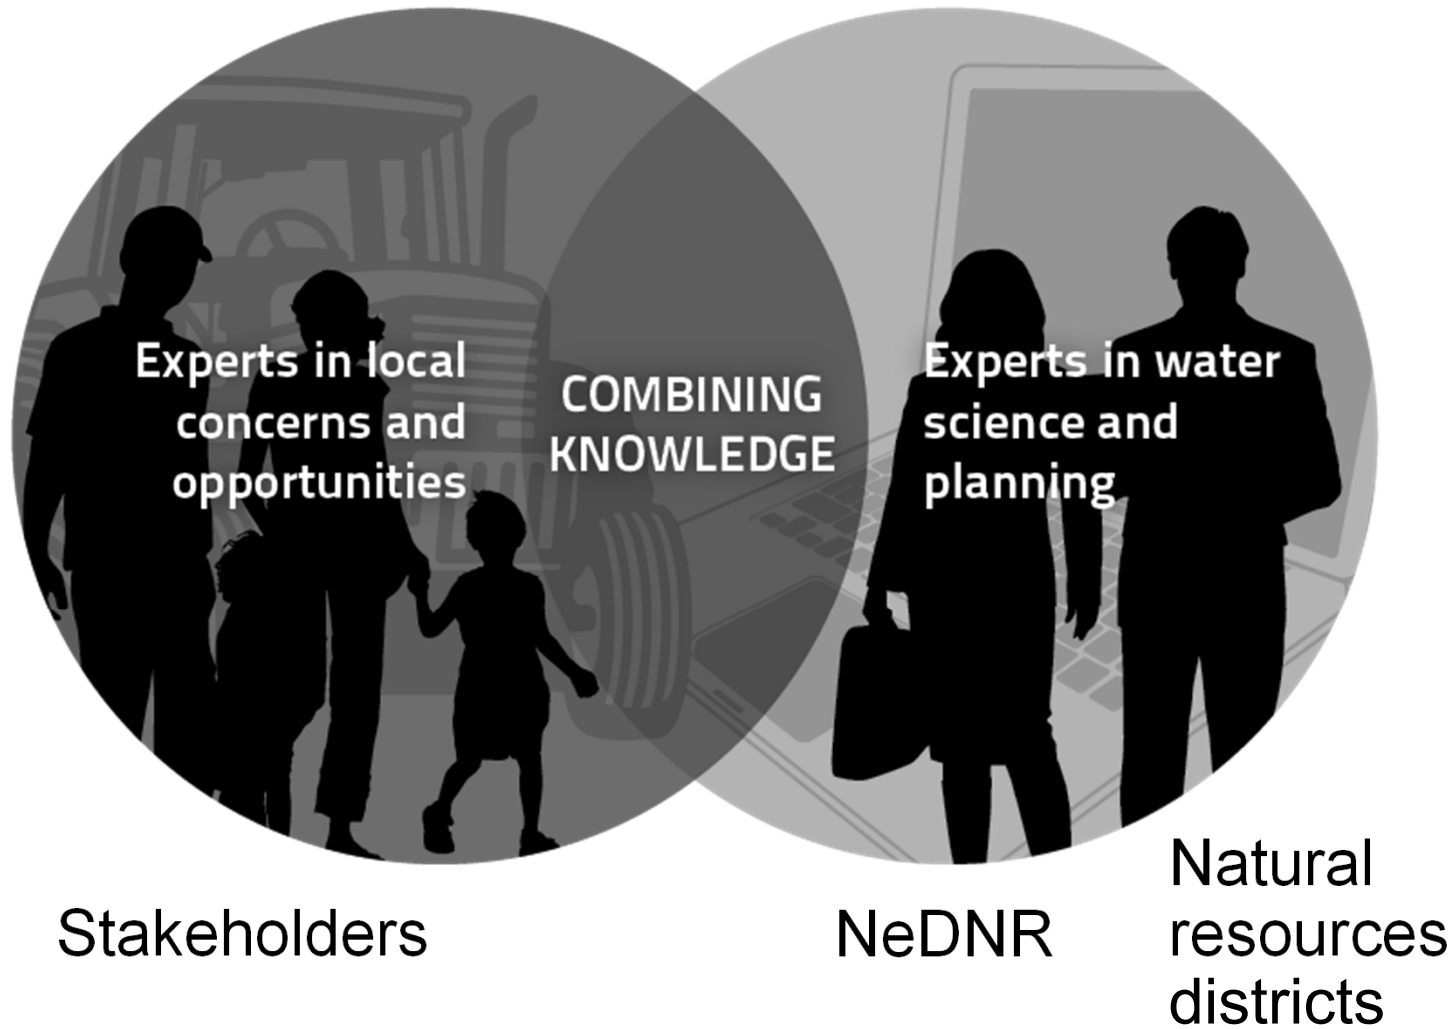 Experts in local
concerns and
opportunities
COMBINING
KNOWLEDGE
Experts in water
science and
planning
Stakeholders
NeDNR
Natural
resources
districts